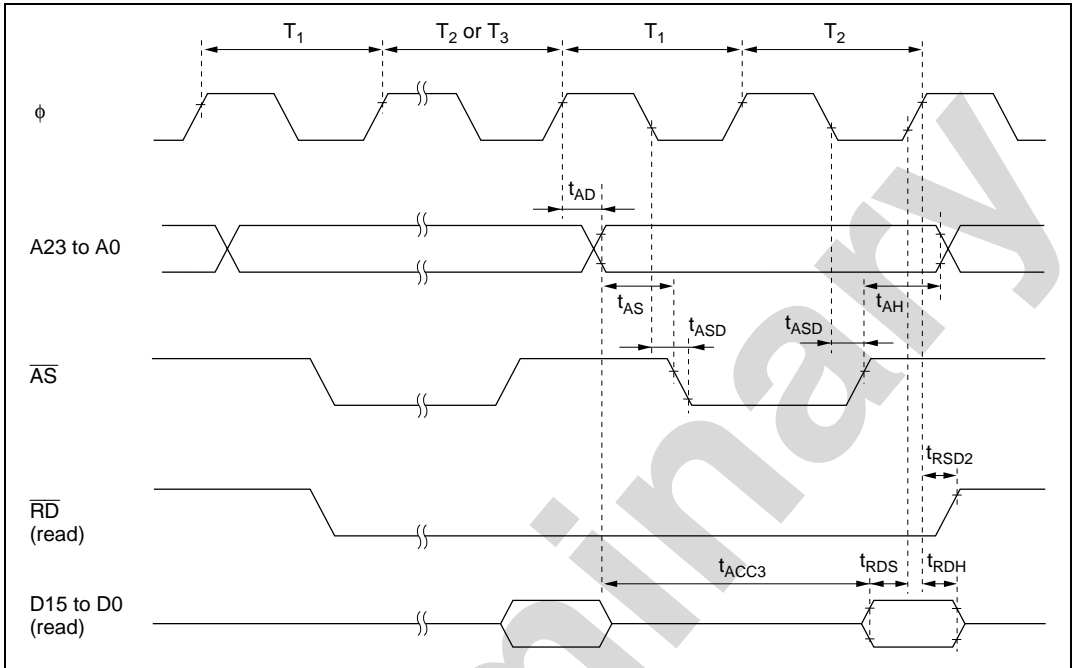 T1 T2 or T3 T1 T2
ϕ
tAD
A23 to A0
tAS tAH
tASD tASD
AS
tRSD2
RD
(read)
tACC3 tRDS tRDH
D15 to D0
(read)
minary